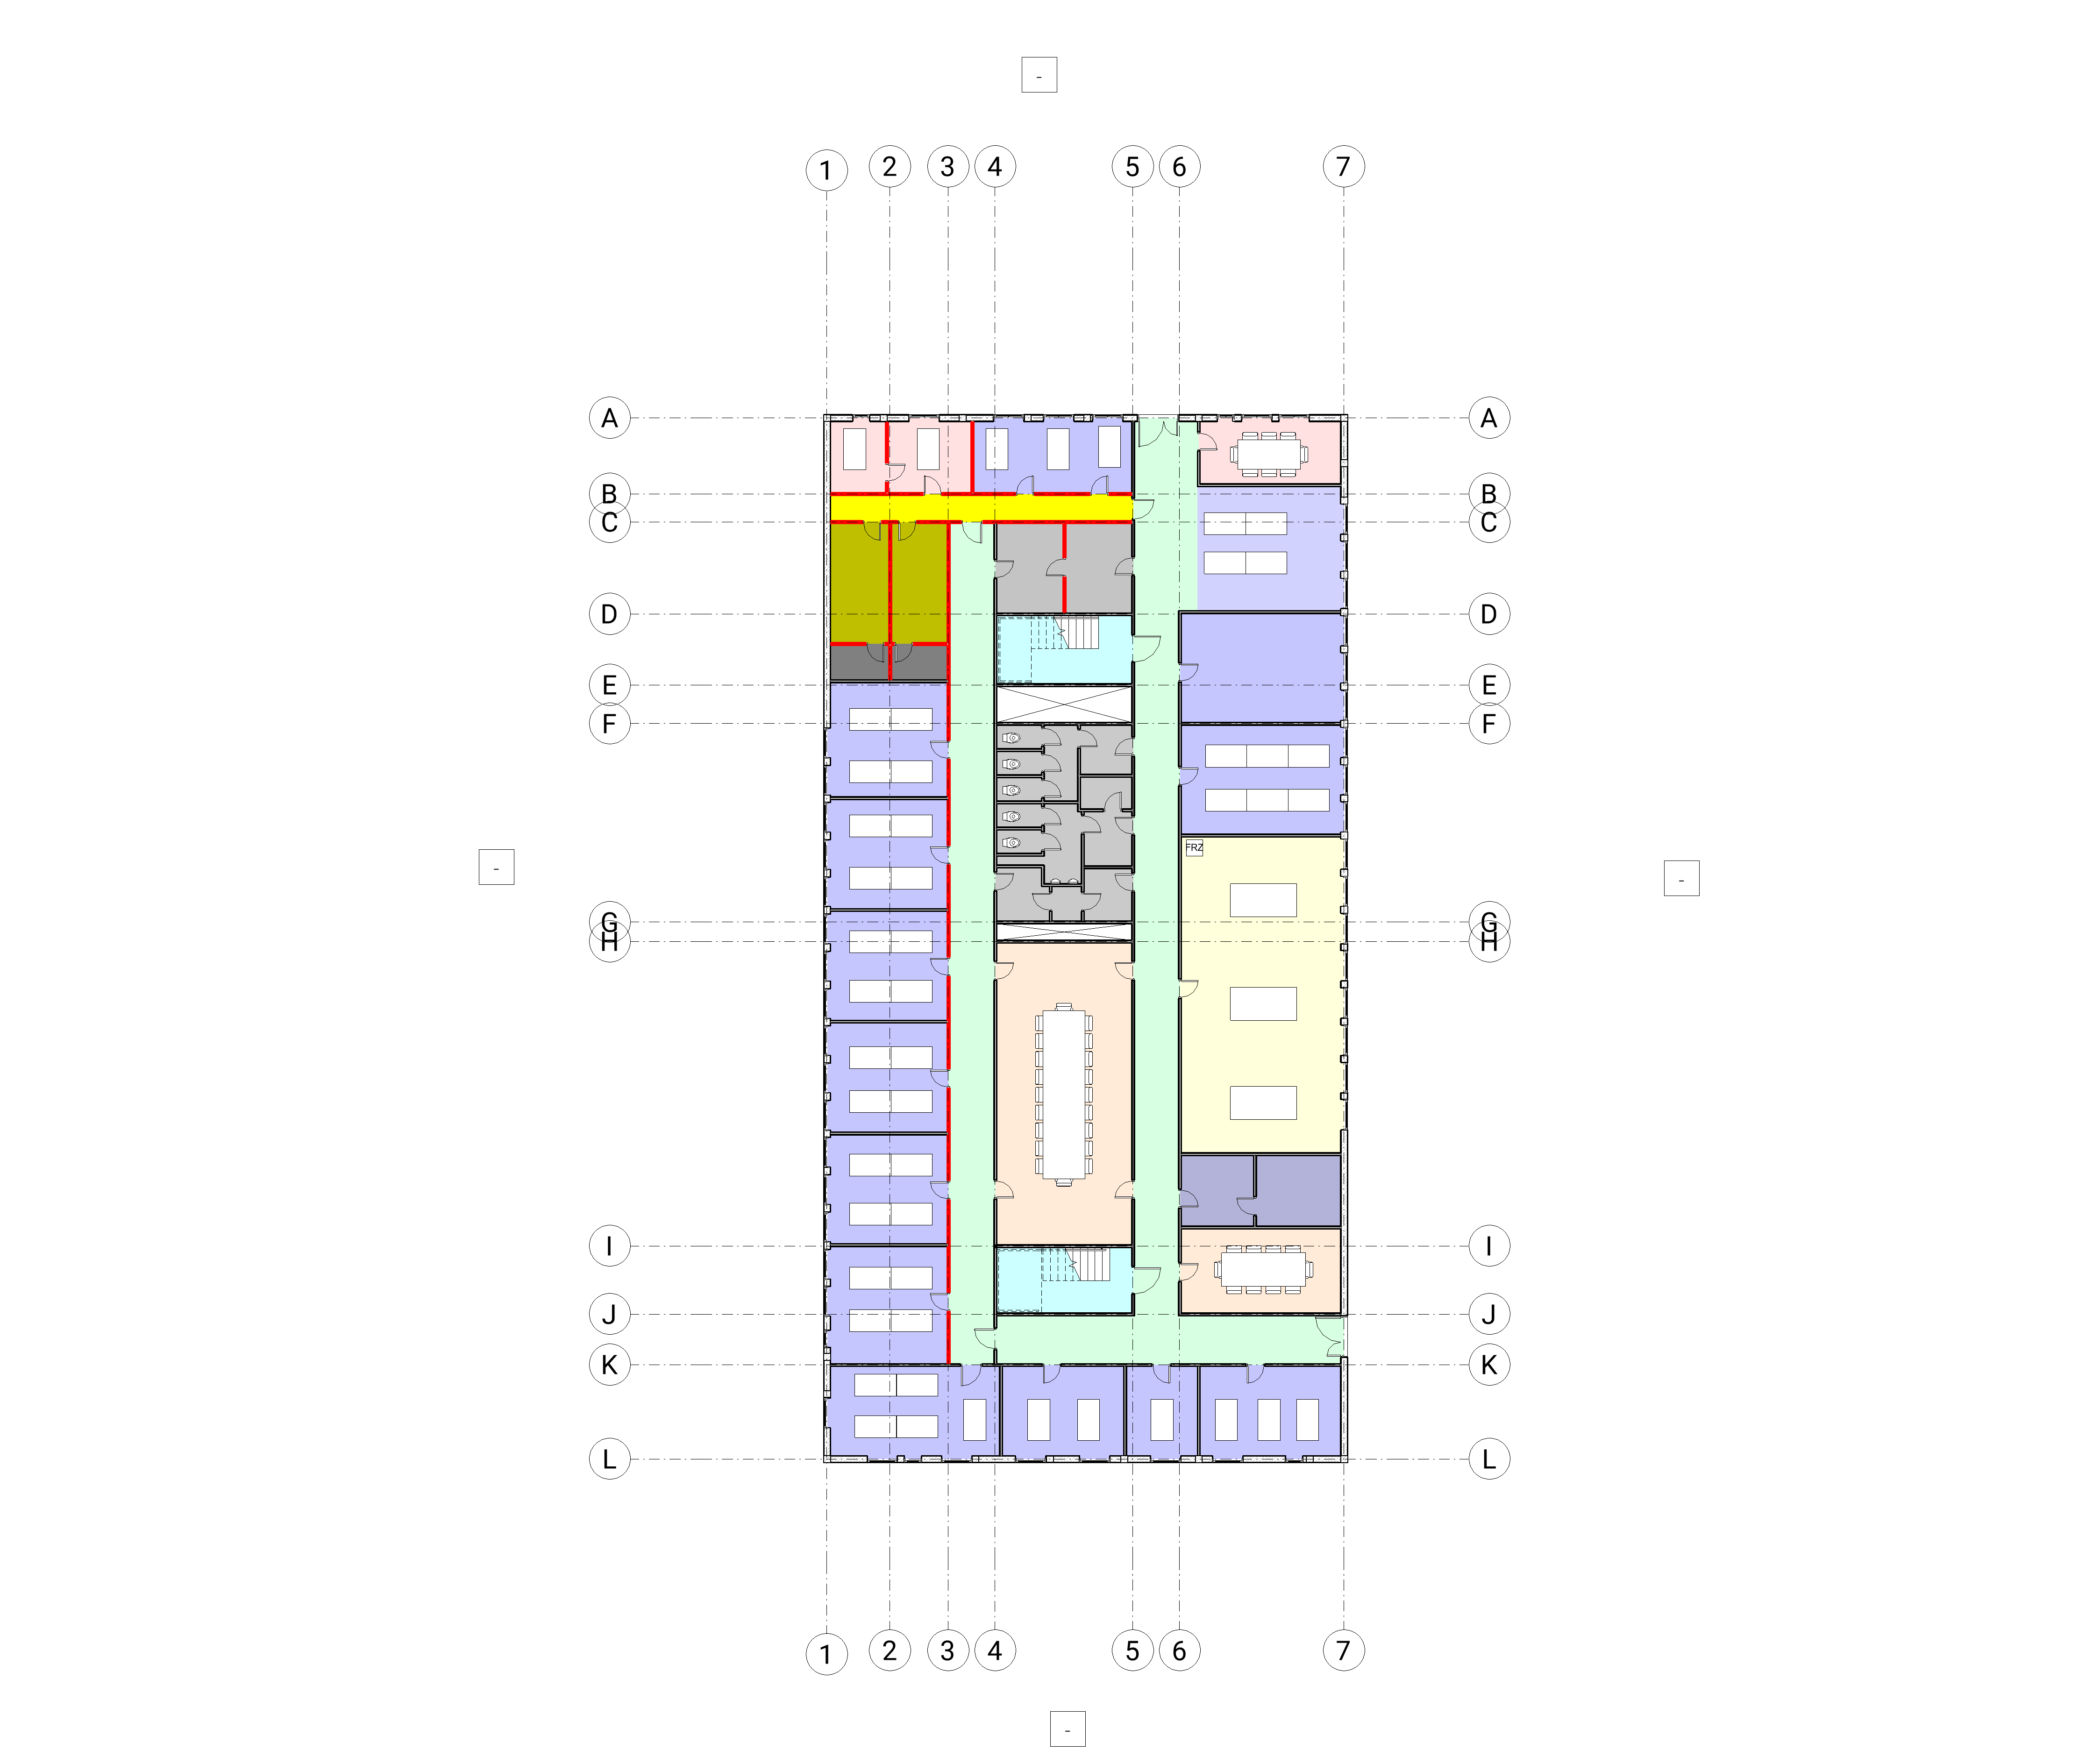 -
1 2 3 4 5 6 7
A A
B B
C C
D D
E E
F F
FRZ
-
-
G G
H H
I I
J J
K K
L L
1 2 3 4 5 6 7
-